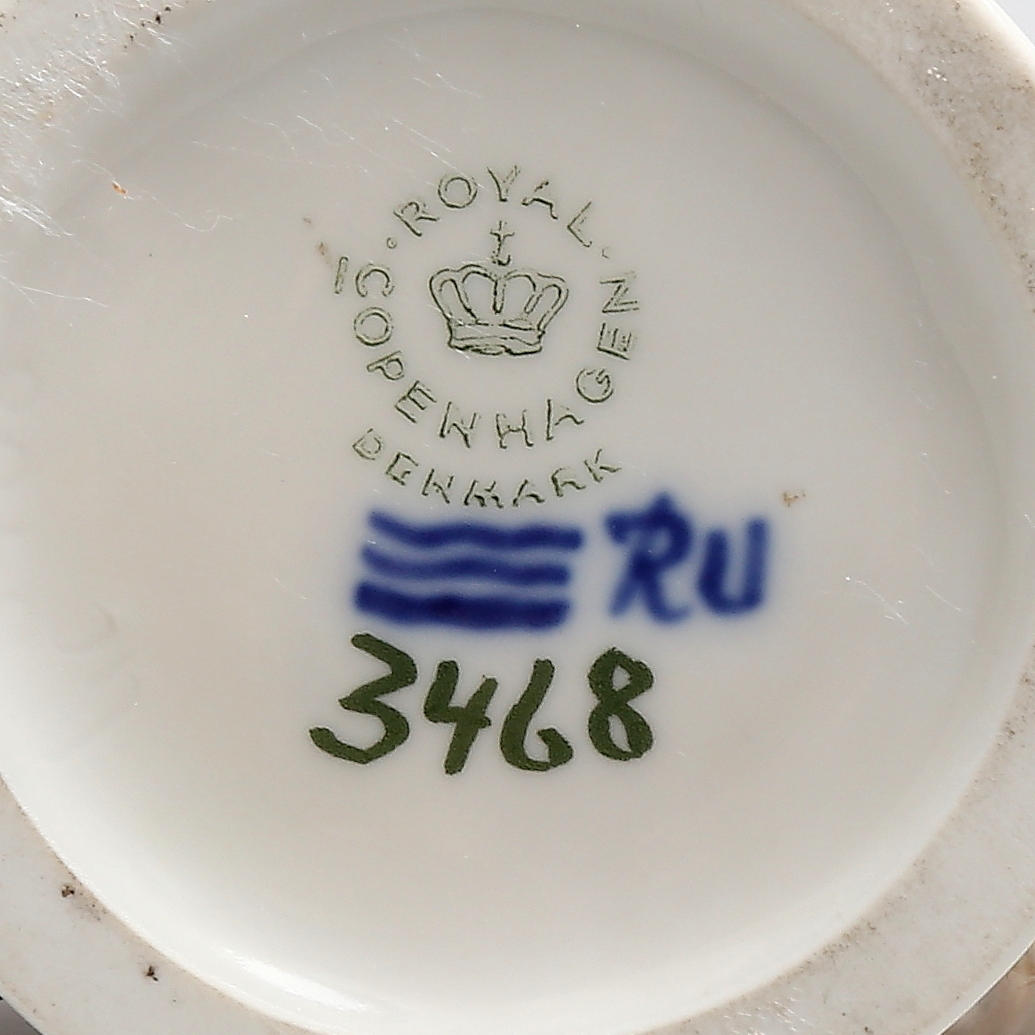 ROYAL
COPENHAGEN
DENMARK
RU
3468